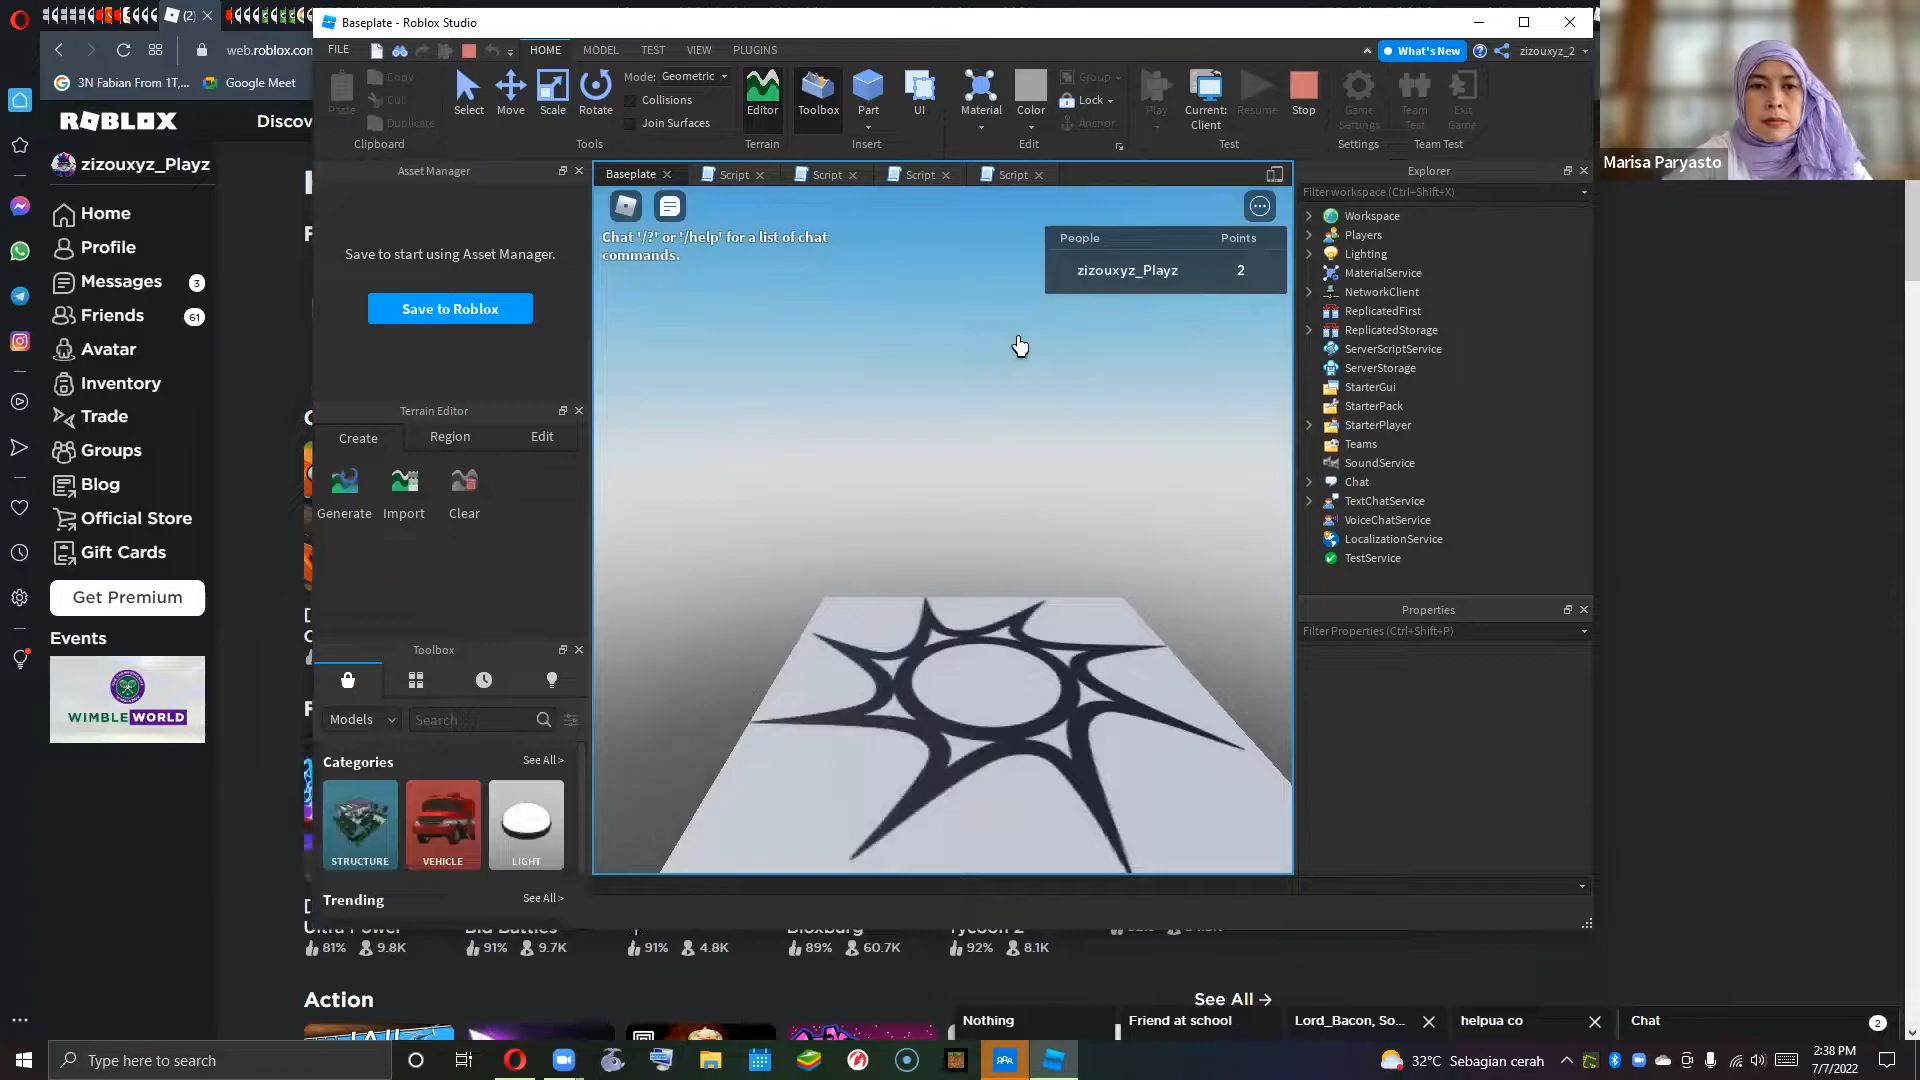 (2)
Baseplate - Roblox Studio
web.roblox.com
3N Fabian From 1T,...
Google Meet
FILE
HOME
MODEL
TEST
VIEW
PLUGINS
What's New
zizouxyz_2
Paste
Copy
Cut
Duplicate
Clipboard
Select
Move
Scale
Rotate
Mode: Geometric
Collisions
Join Surfaces
Tools
Editor
Terrain
Toolbox
Part
UI
Insert
Material
Color
Group
Lock
Anchor
Edit
Play
Current:
Client
Resume
Stop
Test
Game
Settings
Settings
Team
Test
Exit
Game
Team Test
Marisa Paryasto
ROBLOX
Discov
zizouxyz_Playz
Home
Profile
Messages
3
Friends
61
Avatar
Inventory
Trade
Groups
Blog
Official Store
Gift Cards
Get Premium
Events
WIMBLEWORLD
Asset Manager
Save to start using Asset Manager.
Save to Roblox
Terrain Editor
Create
Region
Edit
Generate
Import
Clear
Toolbox
Models
Search
Categories
See All >
STRUCTURE
VEHICLE
LIGHT
Trending
See All >
Baseplate
Script
Script
Script
Script
Chat '/?' or '/help' for a list of chat
commands.
People
Points
zizouxyz_Playz
2
Explorer
Filter workspace (Ctrl+Shift+X)
Workspace
Players
Lighting
MaterialService
NetworkClient
ReplicatedFirst
ReplicatedStorage
ServerScriptService
ServerStorage
StarterGui
StarterPack
StarterPlayer
Teams
SoundService
Chat
TextChatService
VoiceChatService
LocalizationService
TestService
Properties
Filter Properties (Ctrl+Shift+P)
81%
9.8K
91%
9.7K
91%
4.8K
89%
60.7K
92%
8.1K
Action
See All
Nothing
Friend at school
Lord_Bacon, So...
helpua co
Chat
2
Type here to search
32°C
Sebagian cerah
2:38 PM
7/7/2022